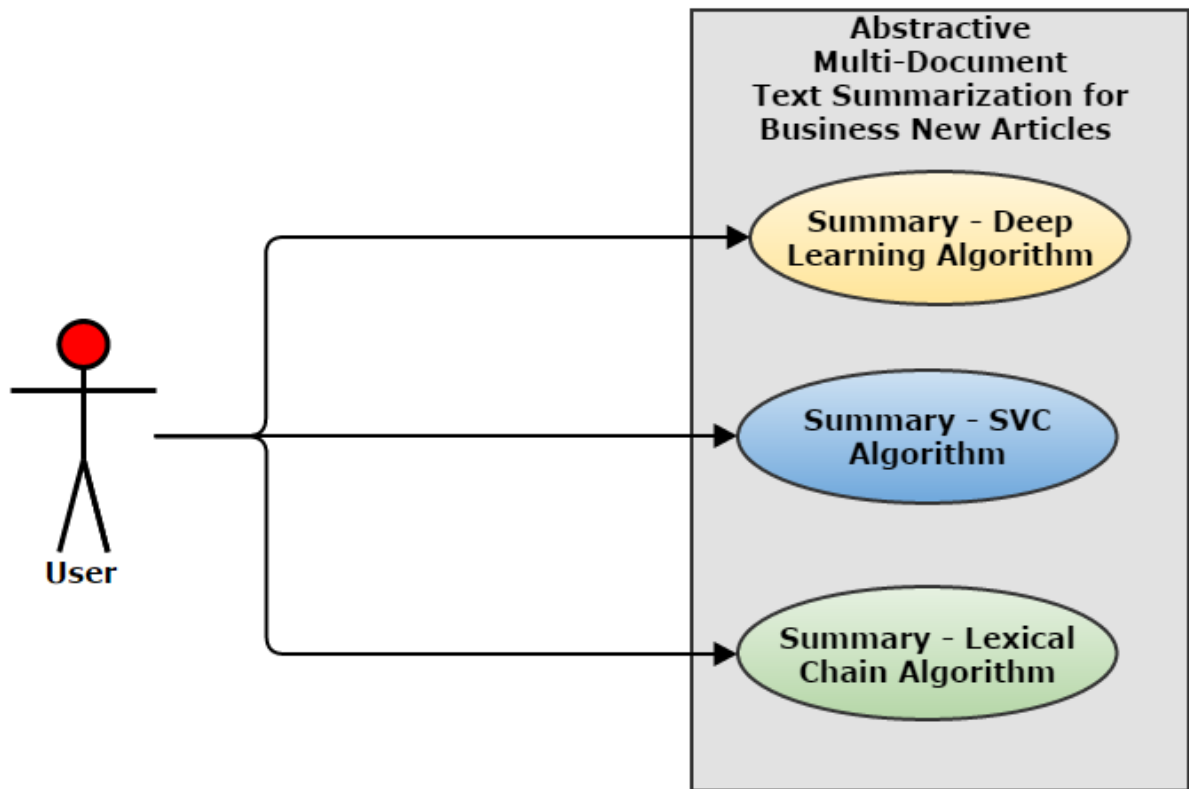 Abstractive
Multi-Document
Text Summarization for
Business New Articles
Summary - Deep
Learning Algorithm
Summary - SVC
Algorithm
User
Summary - Lexical
Chain Algorithm